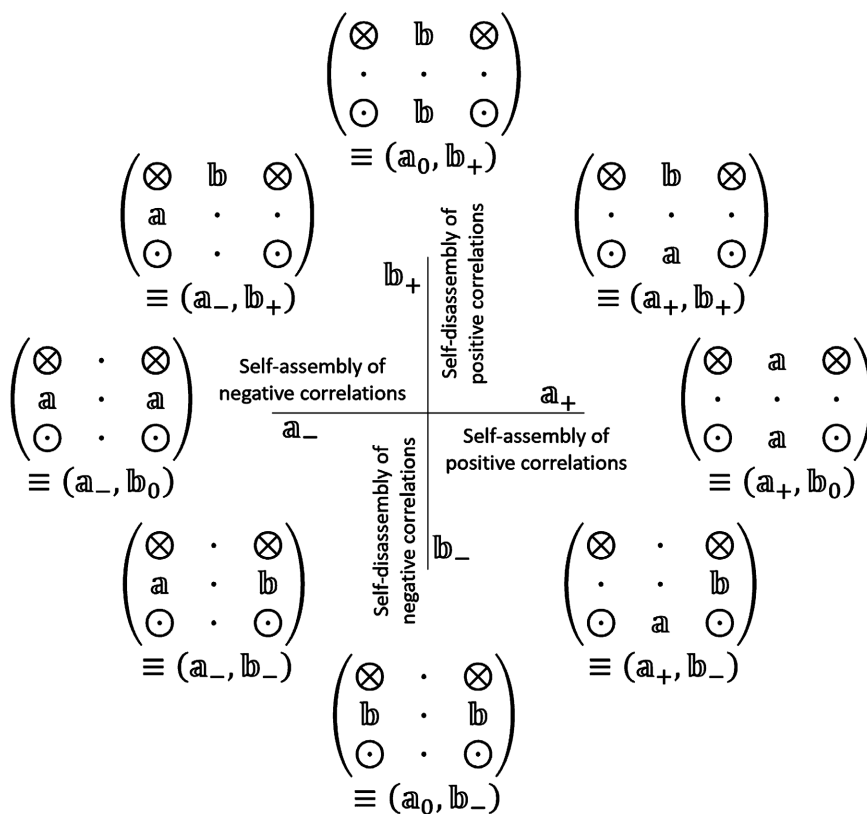 ⊗ 𝕓 ⊗
· · ·
⊙ 𝕓 ⊙
≡ (𝕒₀, 𝕓₊)
⊗ 𝕓 ⊗
𝕒 · ·
⊙ · ⊙
≡ (𝕒₋, 𝕓₊)
⊗ 𝕓 ⊗
· · ·
⊙ 𝕒 ⊙
≡ (𝕒₊, 𝕓₊)
𝕓₊
Self-disassembly of
positive correlations
⊗ · ⊗
𝕒 · 𝕒
⊙ · ⊙
≡ (𝕒₋, 𝕓₀)
Self-assembly of
negative correlations
𝕒₋
𝕒₊
Self-assembly of
positive correlations
⊗ 𝕒 ⊗
· · ·
⊙ 𝕒 ⊙
≡ (𝕒₊, 𝕓₀)
Self-disassembly of
negative correlations
𝕓₋
⊗ · ⊗
𝕒 · 𝕓
⊙ · ⊙
≡ (𝕒₋, 𝕓₋)
⊗ · ⊗
· · 𝕓
⊙ 𝕒 ⊙
≡ (𝕒₊, 𝕓₋)
⊗ · ⊗
𝕓 · 𝕓
⊙ · ⊙
≡ (𝕒₀, 𝕓₋)